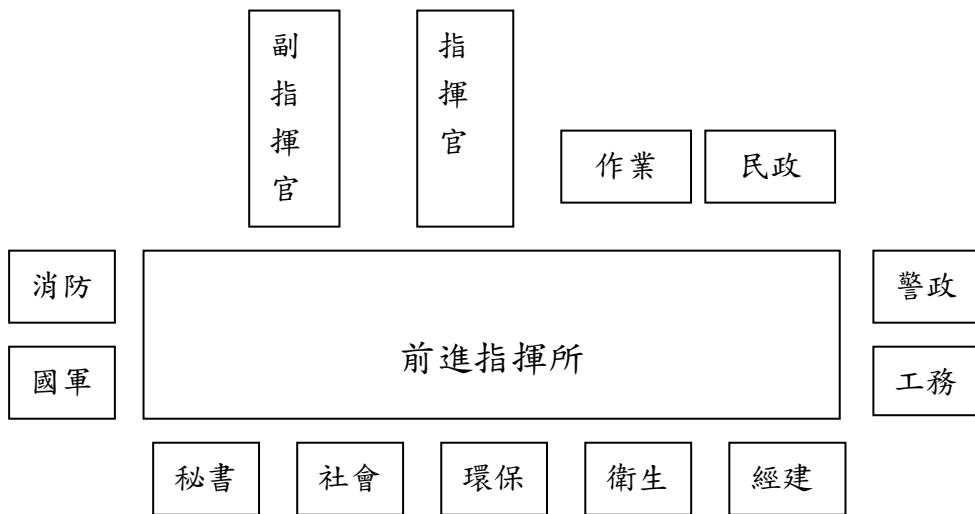 副指揮官
指揮官
作業
民政
消防
警政
前進指揮所
國軍
工務
秘書
社會
環保
衛生
經建